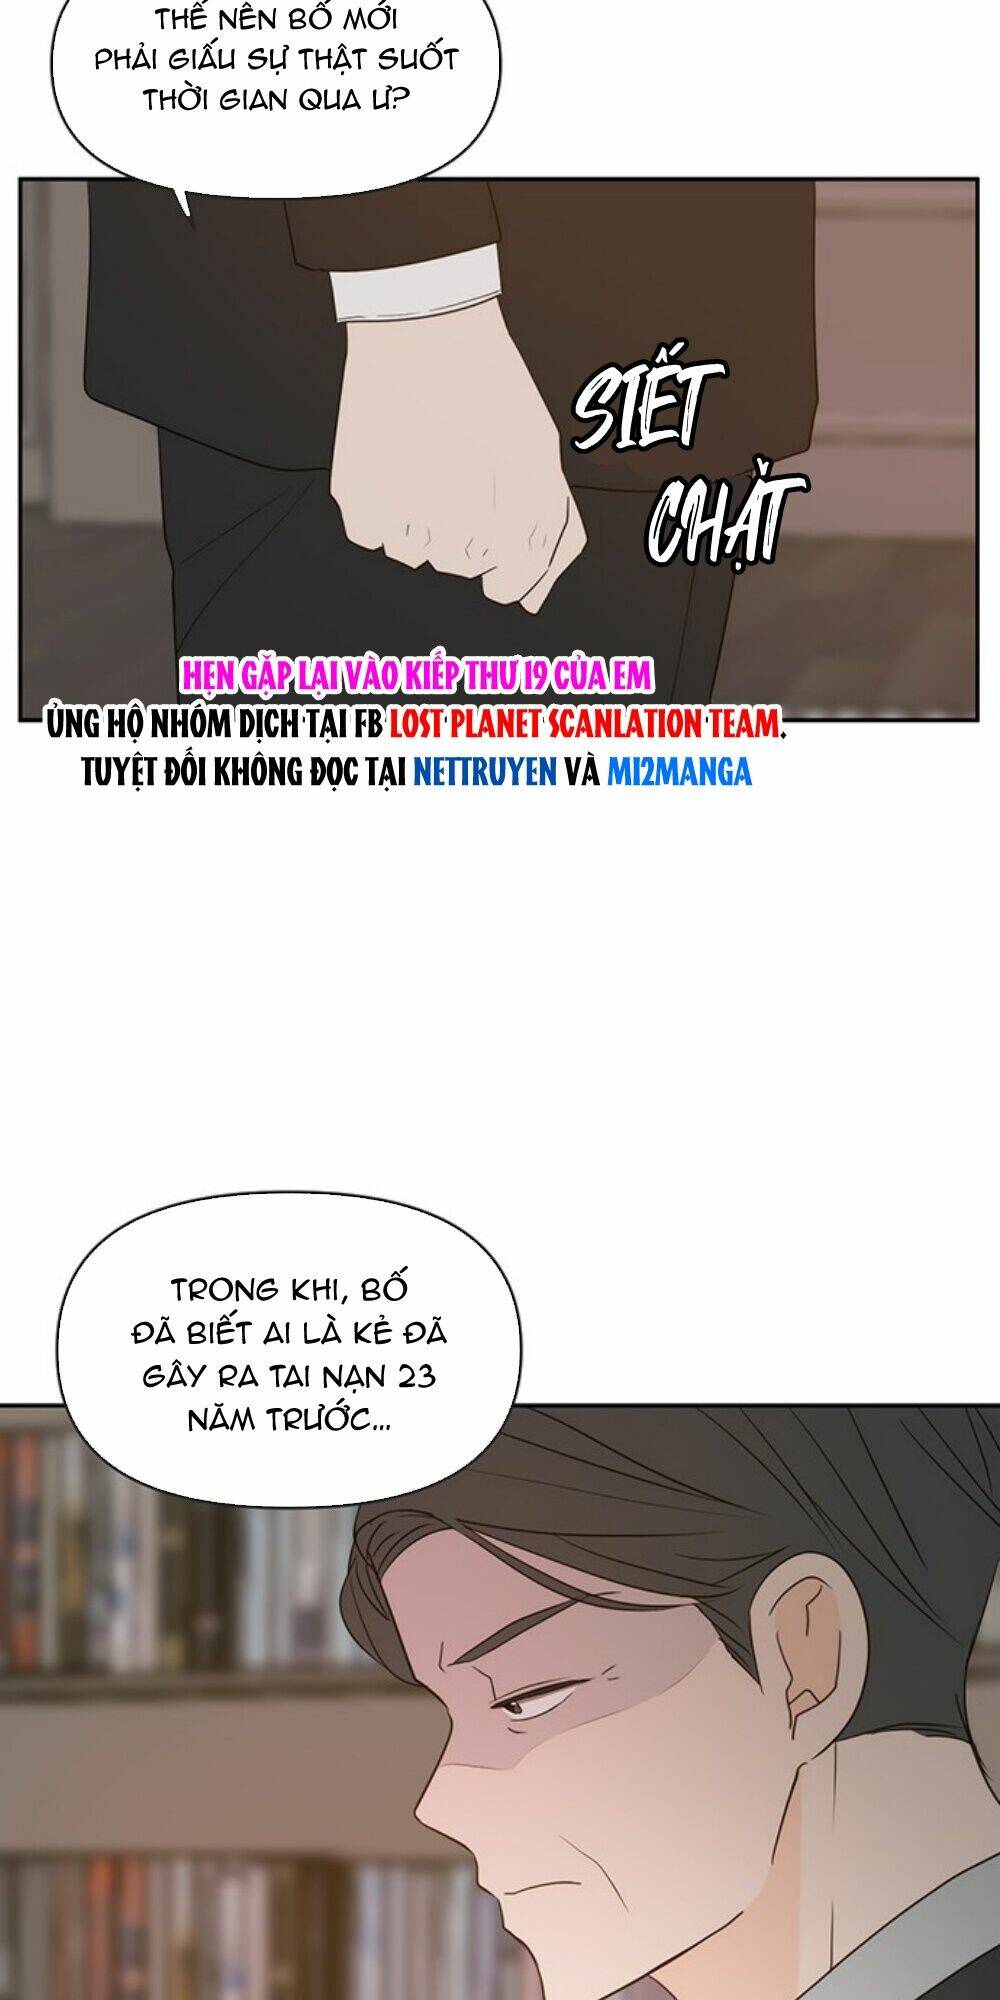 THẾ NÊN BỐ MỚI
PHẢI GIẤU SỰ THẬT SUỐT
THỜI GIAN QUA Ư?
SIẾT
CHẶT
HẸN GẶP LẠI VÀO KIẾP THƯ 19 CỦA EM
ỦNG HỘ NHÓM DỊCH TẠI FB LOST PLANET SCANLATION TEAM.
TUYỆT ĐỐI KHÔNG ĐỌC TẠI NETTRUYEN VÀ MI2MANGA
TRONG KHI, BỐ
ĐÃ BIẾT AI LÀ KẺ ĐÃ
GÂY RA TAI NẠN 23
NĂM TRƯỚC...